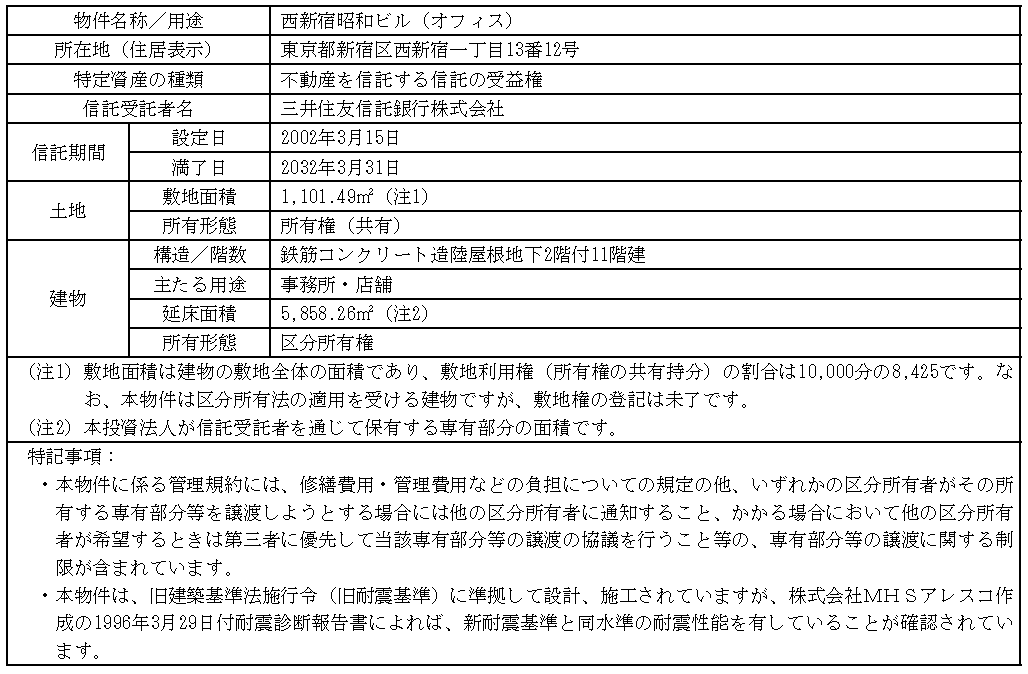 物件名称／用途 西新宿昭和ビル（オフィス）
所在地（住居表示） 東京都新宿区西新宿一丁目13番12号
特定資産の種類 不動産を信託する信託の受益権
信託受託者名 三井住友信託銀行株式会社
信託期間 設定日 2002年3月15日
満了日 2032年3月31日
土地 敷地面積 1,101.49㎡（注1）
所有形態 所有権（共有）
建物 構造／階数 鉄筋コンクリート造陸屋根地下2階付11階建
主たる用途 事務所・店舗
延床面積 5,858.26㎡（注2）
所有形態 区分所有権
（注1）敷地面積は建物の敷地全体の面積であり、敷地利用権（所有権の共有持分）の割合は10,000分の8,425です。な
お、本物件は区分所有法の適用を受ける建物ですが、敷地権の登記は未了です。
（注2）本投資法人が信託受託者を通じて保有する専有部分の面積です。
特記事項：
・本物件に係る管理規約には、修繕費用・管理費用などの負担についての規定の他、いずれかの区分所有者がその所
有する専有部分等を譲渡しようとする場合には他の区分所有者に通知すること、かかる場合において他の区分所有
者が希望するときは第三者に優先して当該専有部分等の譲渡の協議を行うこと等の、専有部分等の譲渡に関する制
限が含まれています。
・本物件は、旧建築基準法施行令（旧耐震基準）に準拠して設計、施工されていますが、株式会社ＭＨＳアレスコ作
成の1996年3月29日付耐震診断報告書によれば、新耐震基準と同水準の耐震性能を有していることが確認されてい
ます。